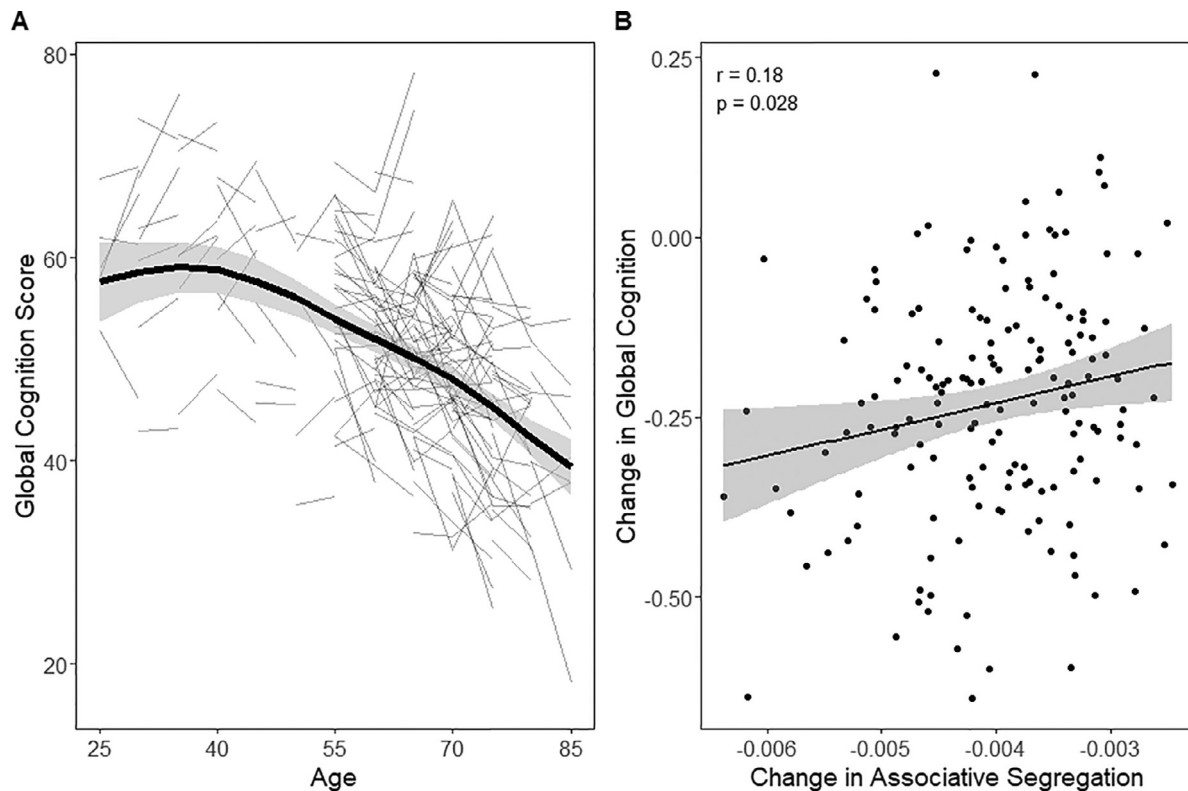 A
Global Cognition Score
80
60
40
20
25 40 55 70 85
Age
B
r = 0.18
p = 0.028
Change in Global Cognition
0.25
0.00
-0.25
-0.50
-0.006 -0.005 -0.004 -0.003
Change in Associative Segregation